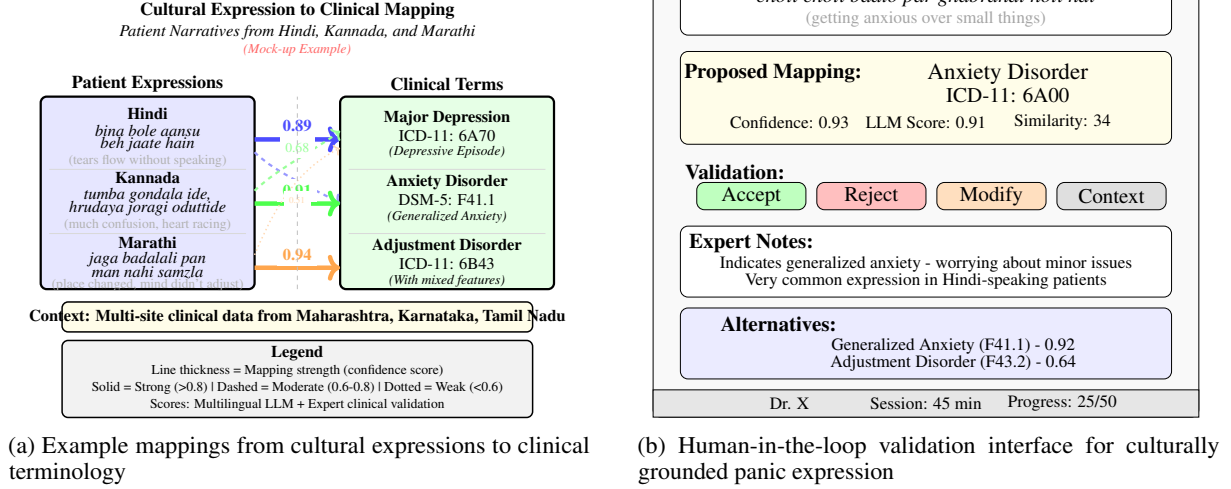 Cultural Expression to Clinical Mapping
Patient Narratives from Hindi, Kannada, and Marathi
(Mock-up Example)
Patient Expressions
Hindi
bina bole aansu
beh jaate hain
(tears flow without speaking)
Kannada
tumba gondala ide,
hrudaya joragi oduttide
(much confusion, heart racing)
Marathi
jaga badalali pan
man nahi samzla
(place changed, mind didn't adjust)
0.89
0.68
0.91
0.94
Clinical Terms
Major Depression
ICD-11: 6A70
(Depressive Episode)
Anxiety Disorder
DSM-5: F41.1
(Generalized Anxiety)
Adjustment Disorder
ICD-11: 6B43
(With mixed features)
Context: Multi-site clinical data from Maharashtra, Karnataka, Tamil Nadu
Legend
Line thickness = Mapping strength (confidence score)
Solid = Strong (>0.8) | Dashed = Moderate (0.6-0.8) | Dotted = Weak (<0.6)
Scores: Multilingual LLM + Expert clinical validation
(a) Example mappings from cultural expressions to clinical
terminology
(getting anxious over small things)
Proposed Mapping:
Anxiety Disorder
ICD-11: 6A00
Confidence: 0.93 LLM Score: 0.91 Similarity: 34
Validation:
Accept Reject Modify Context
Expert Notes:
Indicates generalized anxiety - worrying about minor issues
Very common expression in Hindi-speaking patients
Alternatives:
Generalized Anxiety (F41.1) - 0.92
Adjustment Disorder (F43.2) - 0.64
Dr. X Session: 45 min Progress: 25/50
(b) Human-in-the-loop validation interface for culturally
grounded panic expression